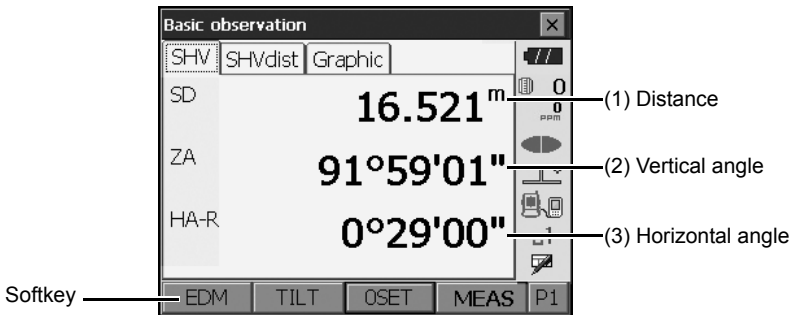 Basic observation
SHV SHVdist Graphic
SD 16.521 m
0
0
PPM
(1) Distance
ZA 91°59'01"
(2) Vertical angle
HA-R 0°29'00"
1
(3) Horizontal angle
Softkey
EDM TILT 0SET MEAS P1